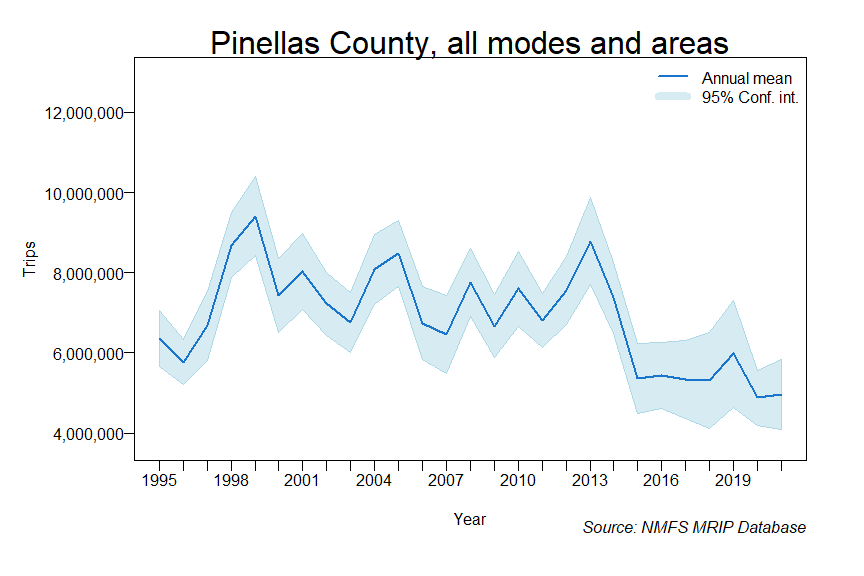 Pinellas County, all modes and areas
Annual mean
95% Conf. int.
12,000,000
10,000,000
8,000,000
6,000,000
4,000,000
Trips
1995 1998 2001 2004 2007 2010 2013 2016 2019
Year
Source: NMFS MRIP Database